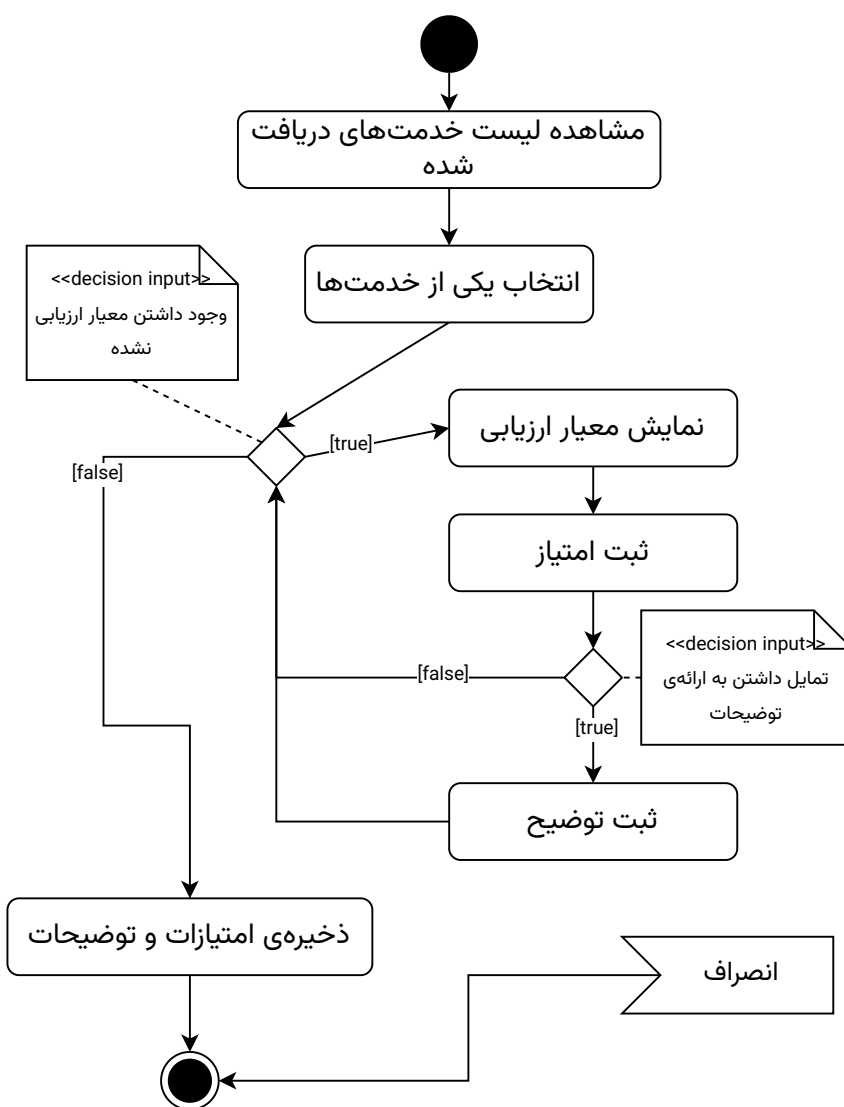 مشاهده لیست خدمت‌های دریافت
شده
انتخاب یکی از خدمت‌ها
<<decision input>>
وجود داشتن معیار ارزیابی
نشده
[true]
نمایش معیار ارزیابی
[false]
ثبت امتیاز
<<decision input>>
تمایل داشتن به ارائه‌ی
توضیحات
[false]
[true]
ثبت توضیح
ذخیره‌ی امتیازات و توضیحات
انصراف